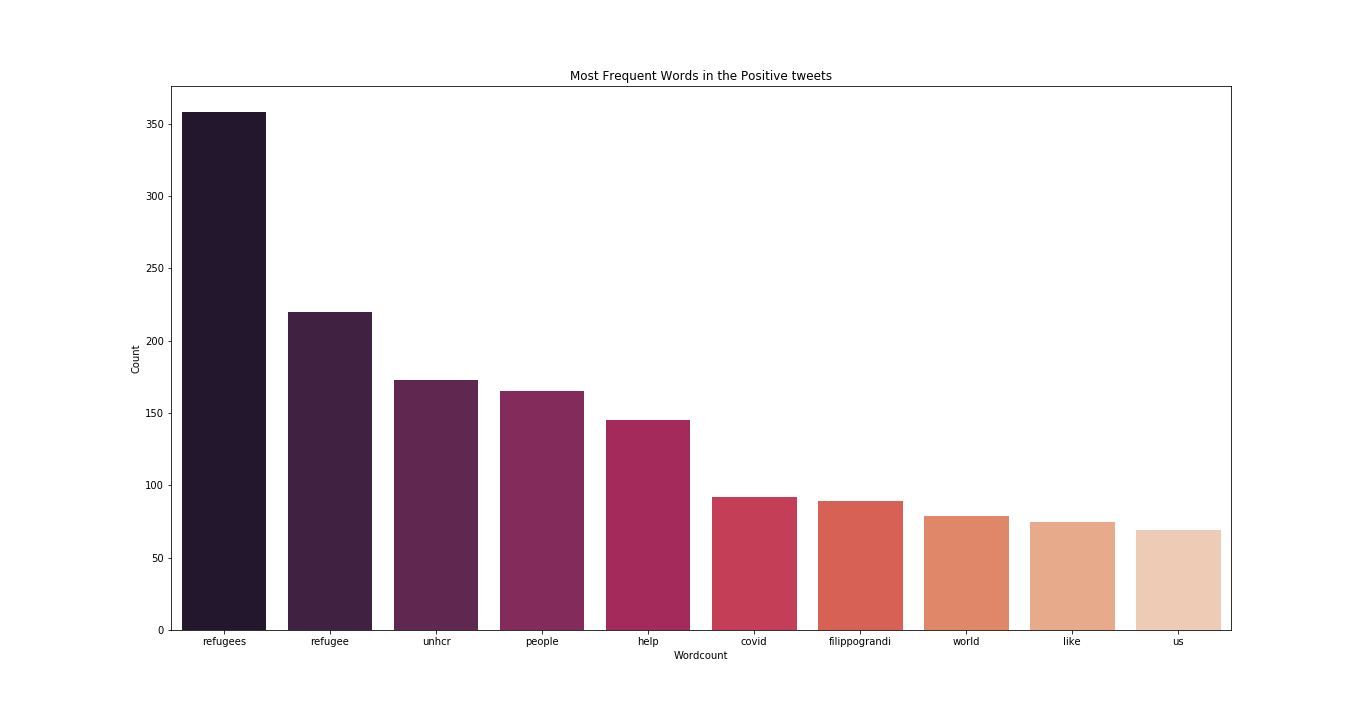 Most Frequent Words in the Positive tweets
350
300
250
200
150
100
50
0
Count
refugees refugee unhcr people help covid filippograndi world like us
Wordcount